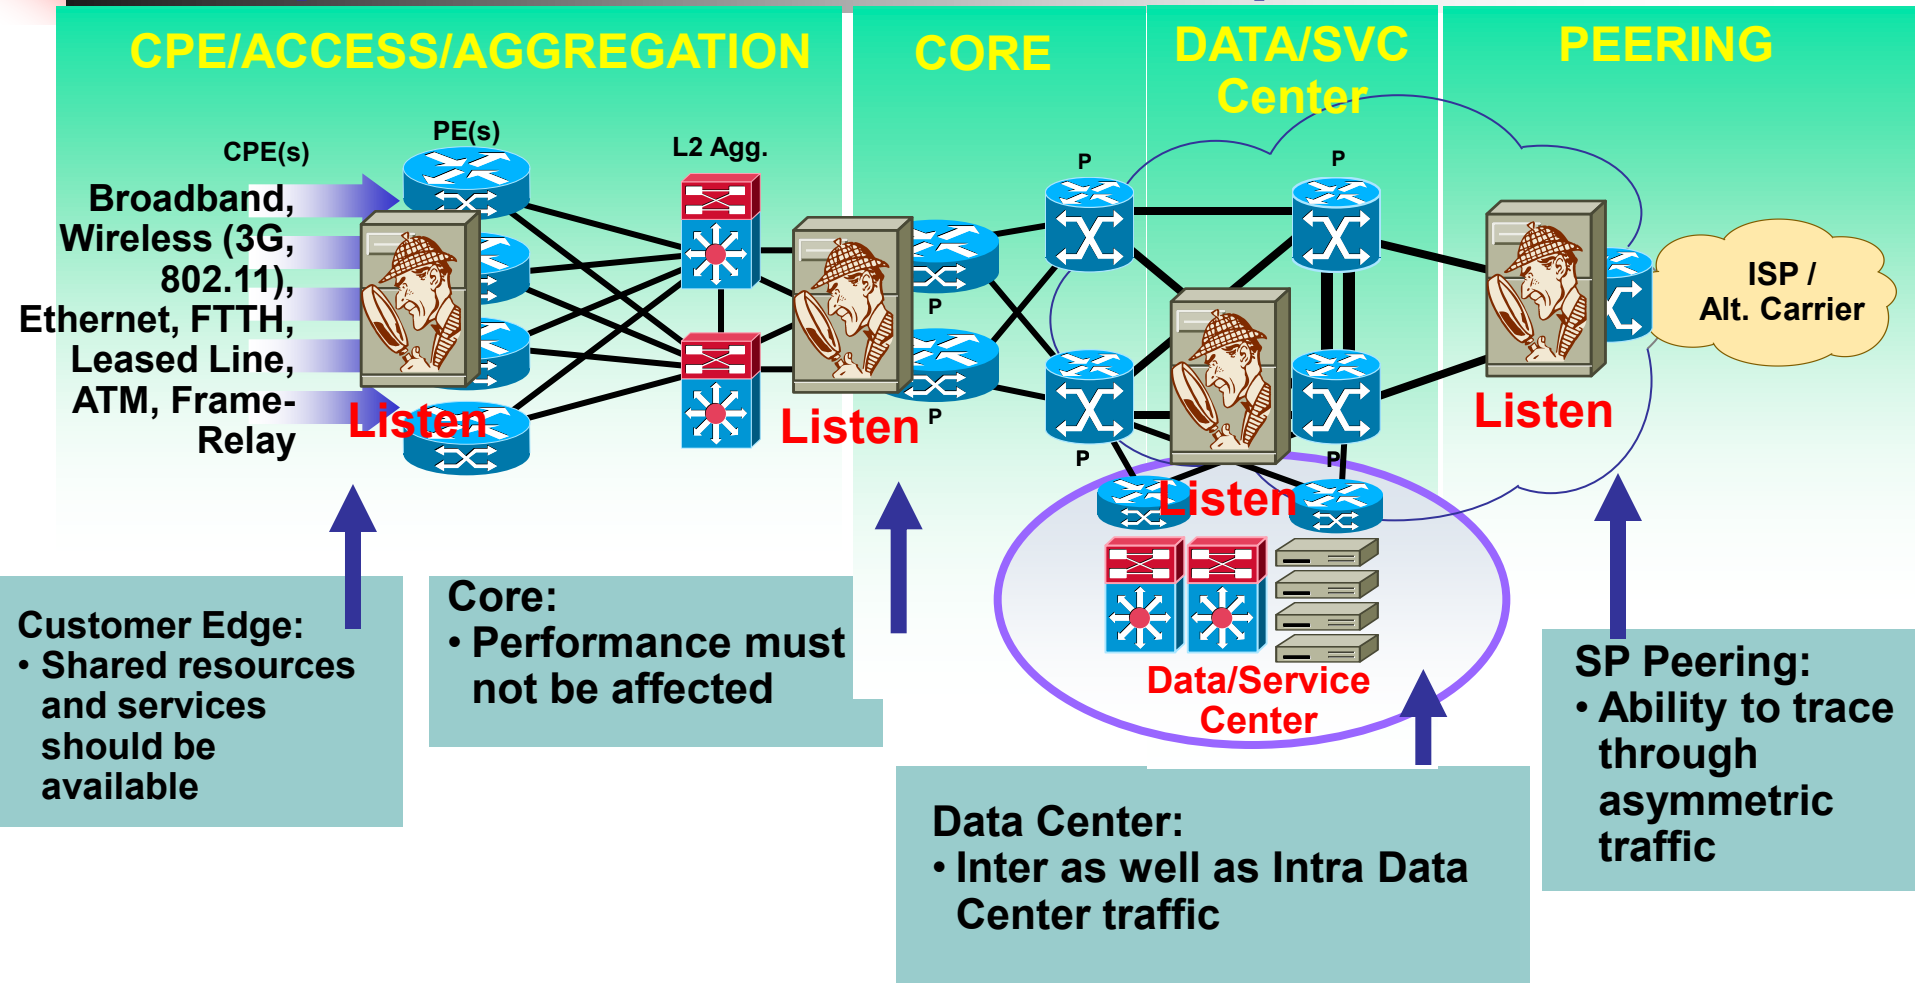 CPE/ACCESS/AGGREGATION
CORE
DATA/SVC
Center
PEERING
CPE(s)
PE(s)
L2 Agg.
P
P
Broadband,
Wireless (3G,
802.11),
Ethernet, FTTH,
Leased Line,
ATM, Frame-
Relay
P
P
P
P
ISP /
Alt. Carrier
Listen
Listen
Listen
Listen
Data/Service
Center
Customer Edge:
• Shared resources
and services
should be
available
Core:
• Performance must
not be affected
Data Center:
• Inter as well as Intra Data
Center traffic
SP Peering:
• Ability to trace
through
asymmetric
traffic